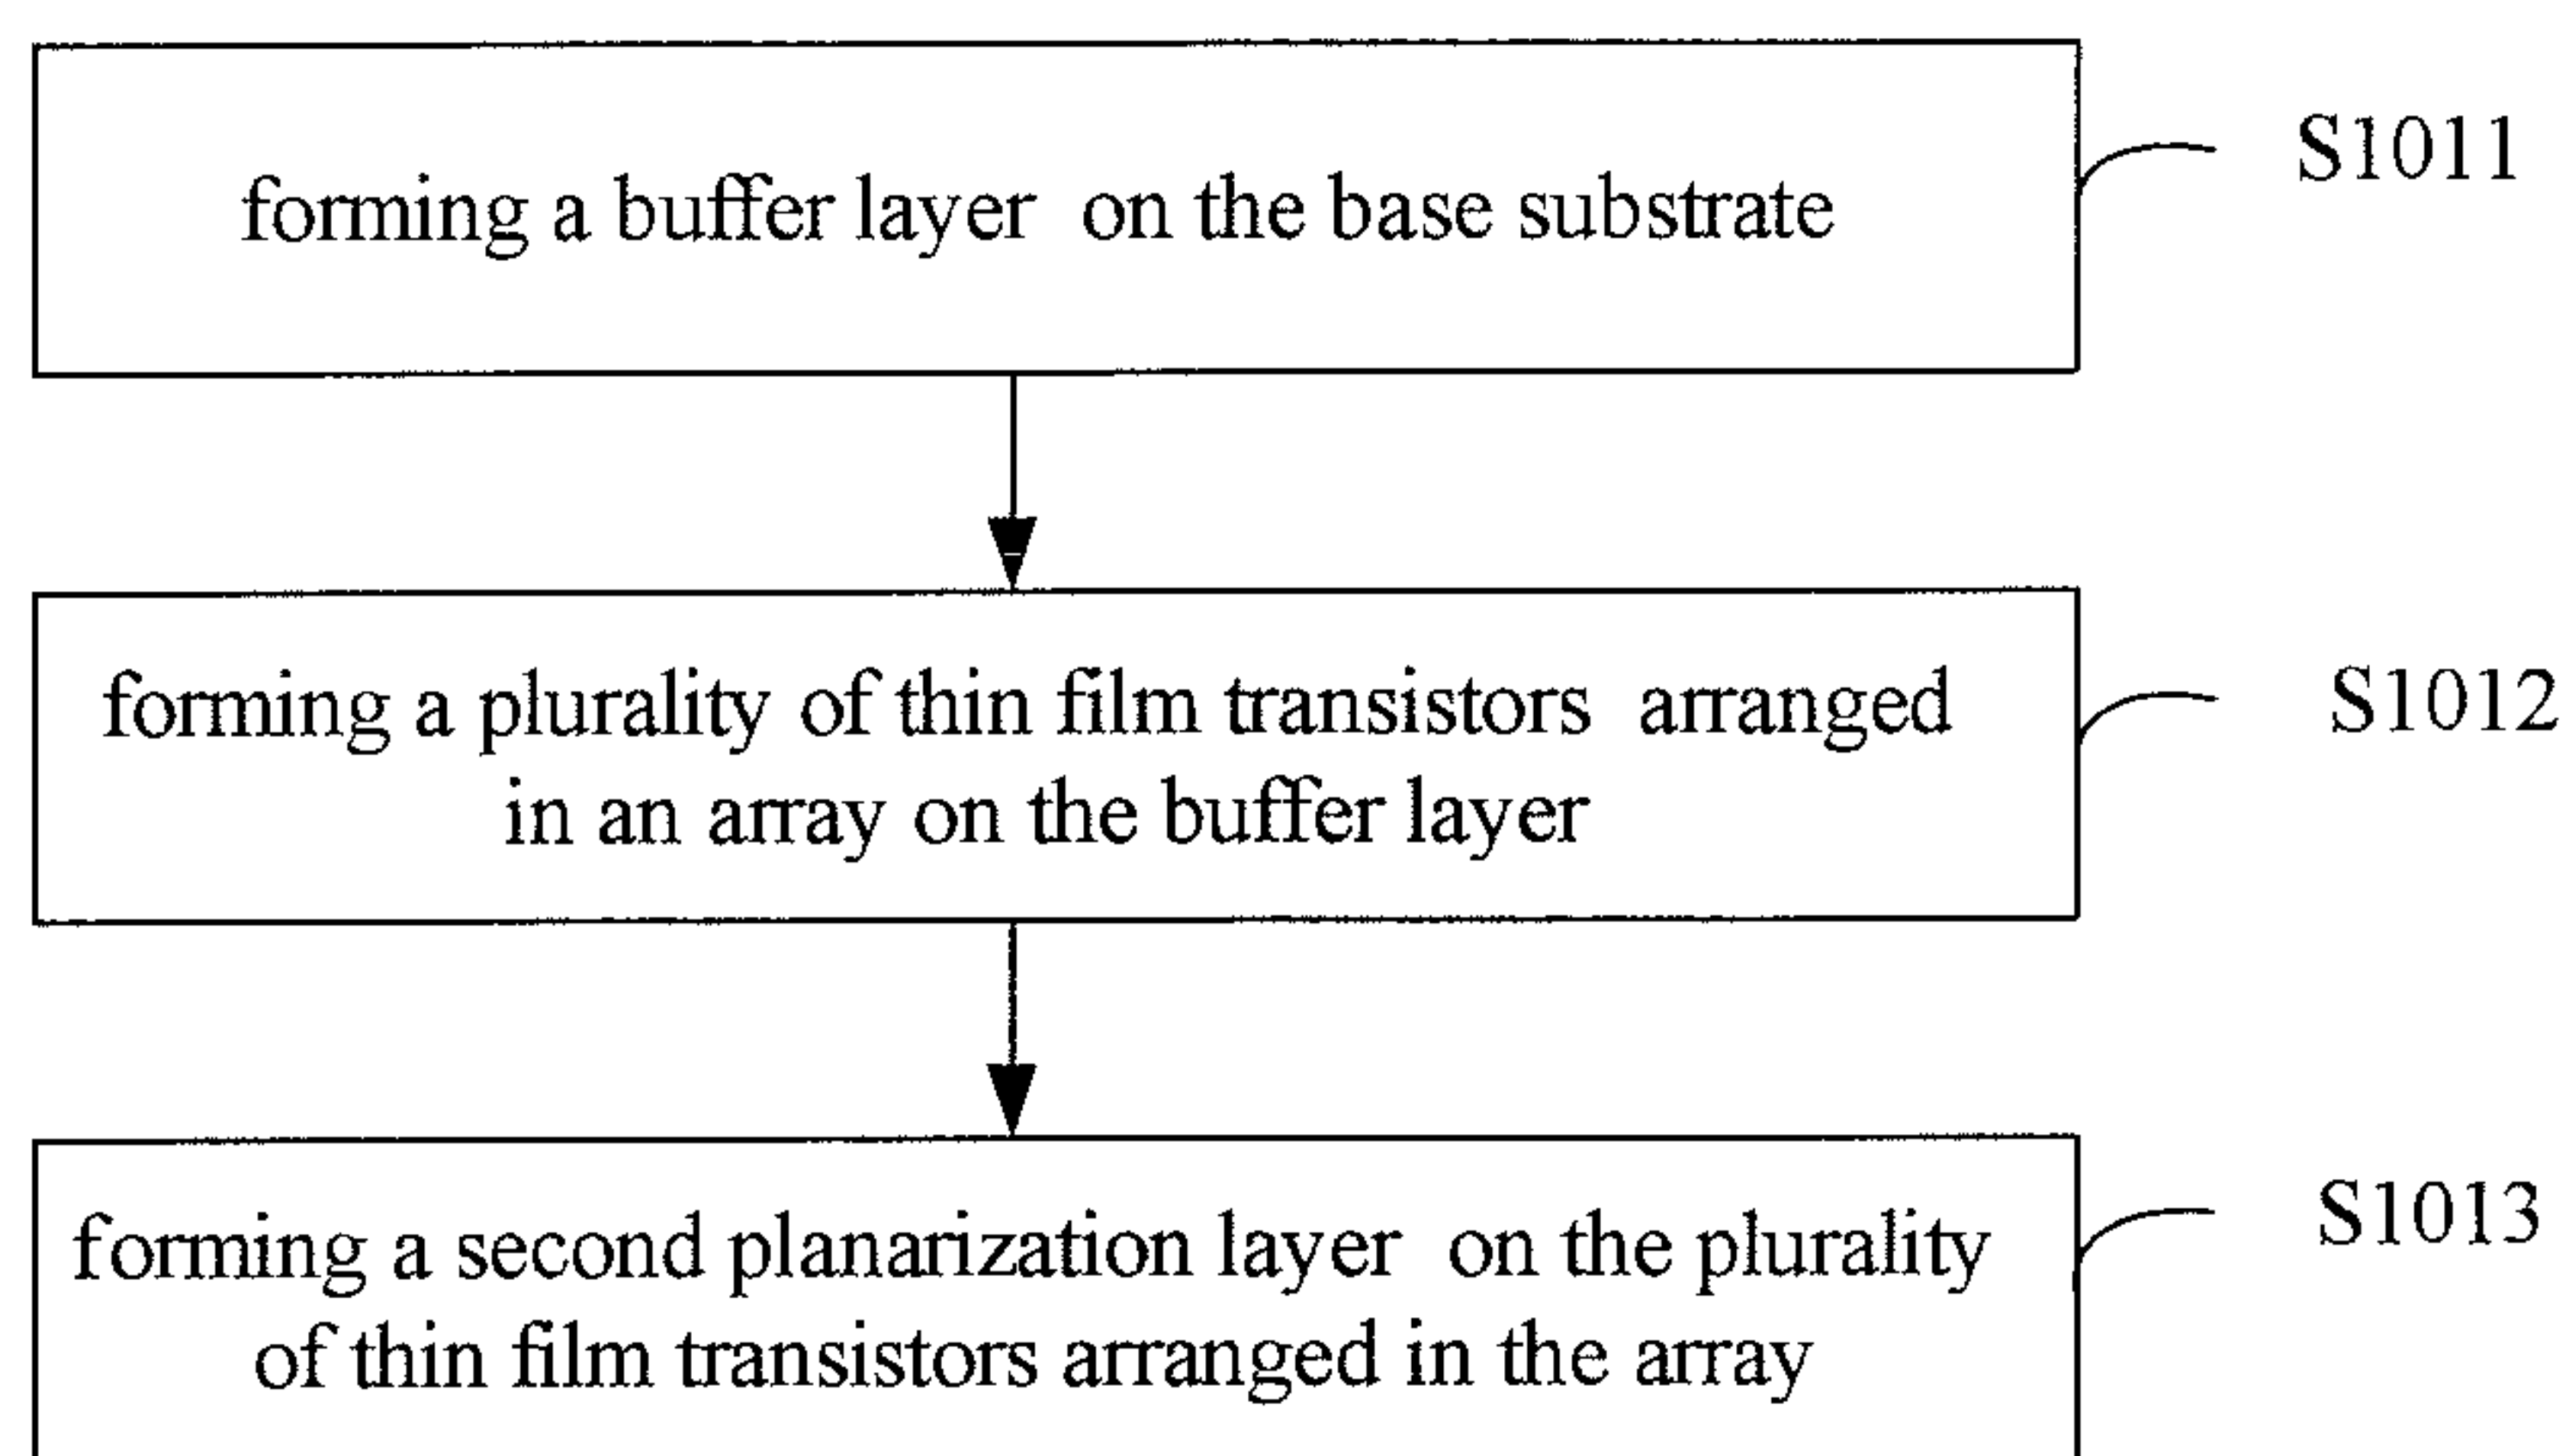 forming a buffer layer on the base substrate
S1011
forming a plurality of thin film transistors arranged
in an array on the buffer layer
S1012
forming a second planarization layer on the plurality
of thin film transistors arranged in the array
S1013